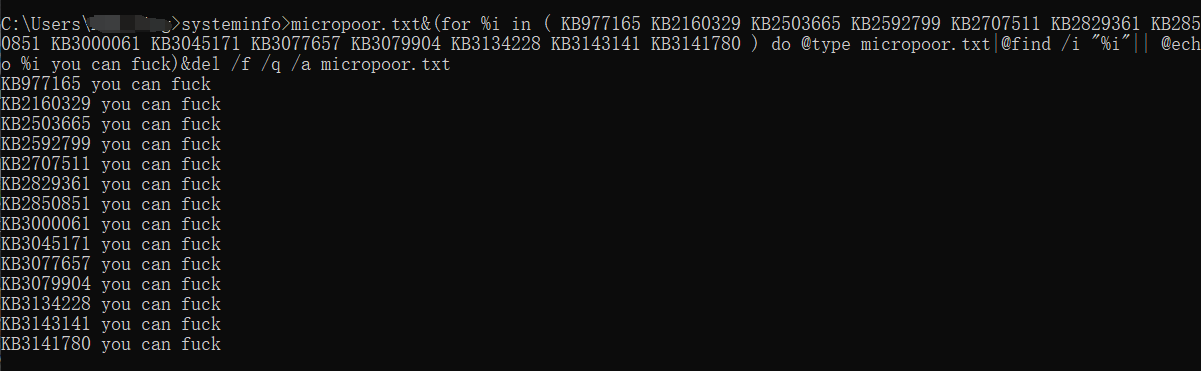 C:\Users\>systeminfo>micropoor.txt&(for %i in ( KB977165 KB2160329 KB2503665 KB2592799 KB2707511 KB2829361 KB285
0851 KB3000061 KB3045171 KB3077657 KB3079904 KB3134228 KB3143141 KB3141780 ) do @type micropoor.txt|@find /i "%i"|| @ech
o %i you can fuck)&del /f /q /a micropoor.txt
KB977165 you can fuck
KB2160329 you can fuck
KB2503665 you can fuck
KB2592799 you can fuck
KB2707511 you can fuck
KB2829361 you can fuck
KB2850851 you can fuck
KB3000061 you can fuck
KB3045171 you can fuck
KB3077657 you can fuck
KB3079904 you can fuck
KB3134228 you can fuck
KB3143141 you can fuck
KB3141780 you can fuck